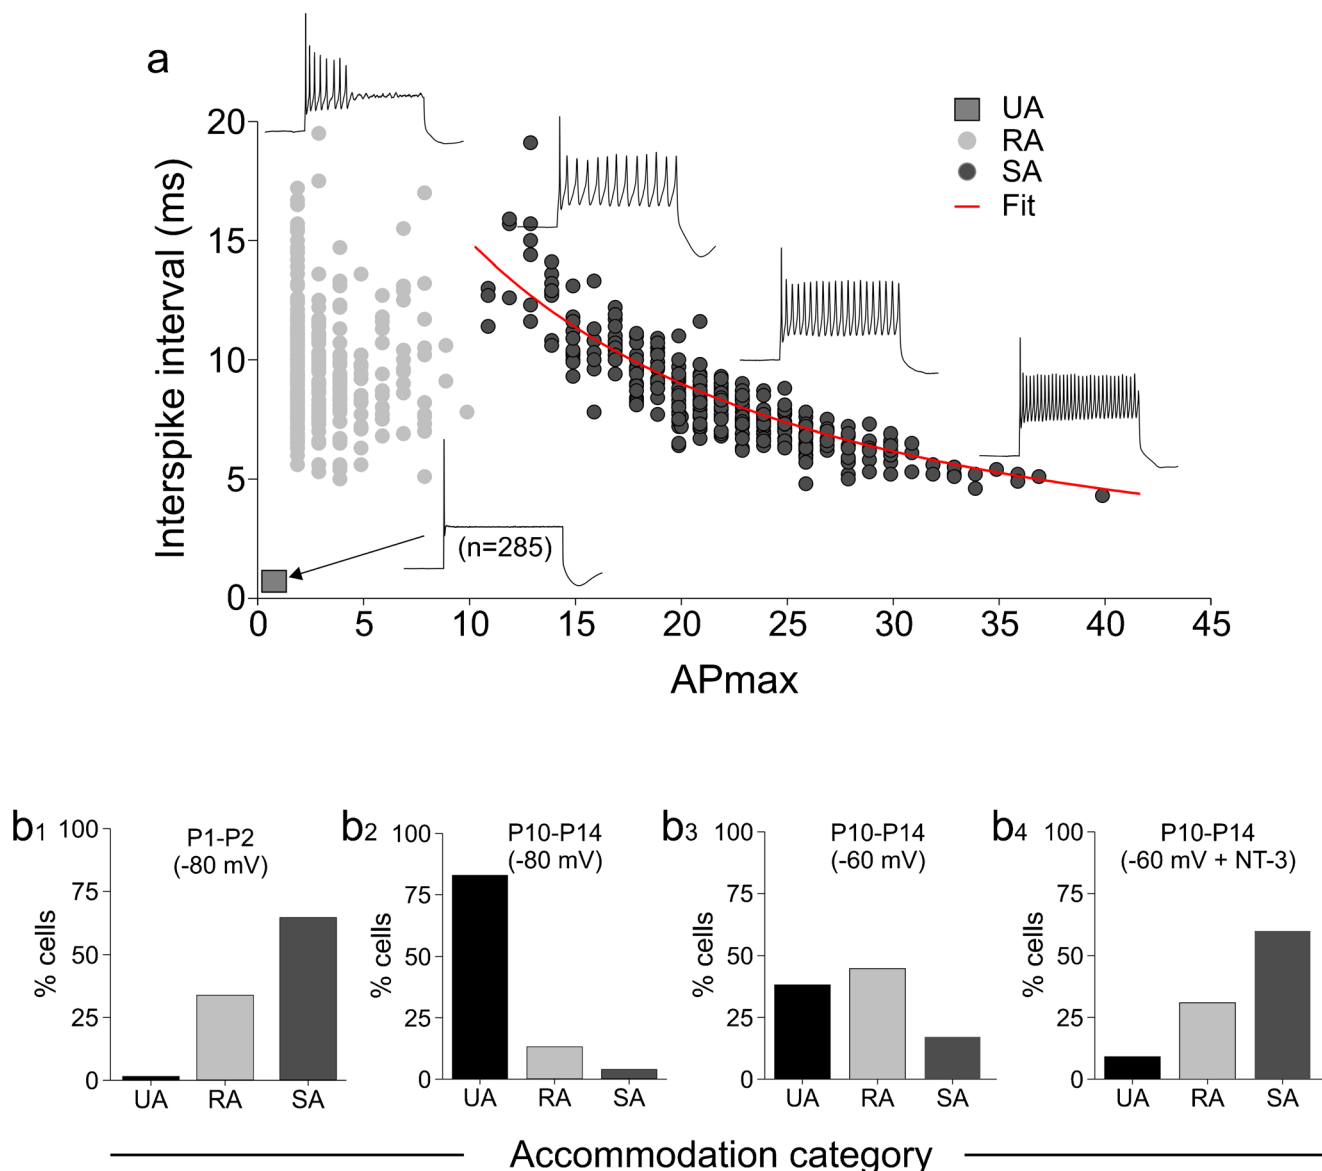 a
UA
RA
SA
Fit
Interspike interval (ms)
20
15
10
5
0
(n=285)
0 5 10 15 20 25 30 35 40 45
APmax
b1
P1-P2
(-80 mV)
% cells
100
75
50
25
0
UA RA SA
b2
P10-P14
(-80 mV)
% cells
100
75
50
25
0
UA RA SA
b3
P10-P14
(-60 mV)
% cells
100
75
50
25
0
UA RA SA
b4
P10-P14
(-60 mV + NT-3)
% cells
100
75
50
25
0
UA RA SA
Accommodation category